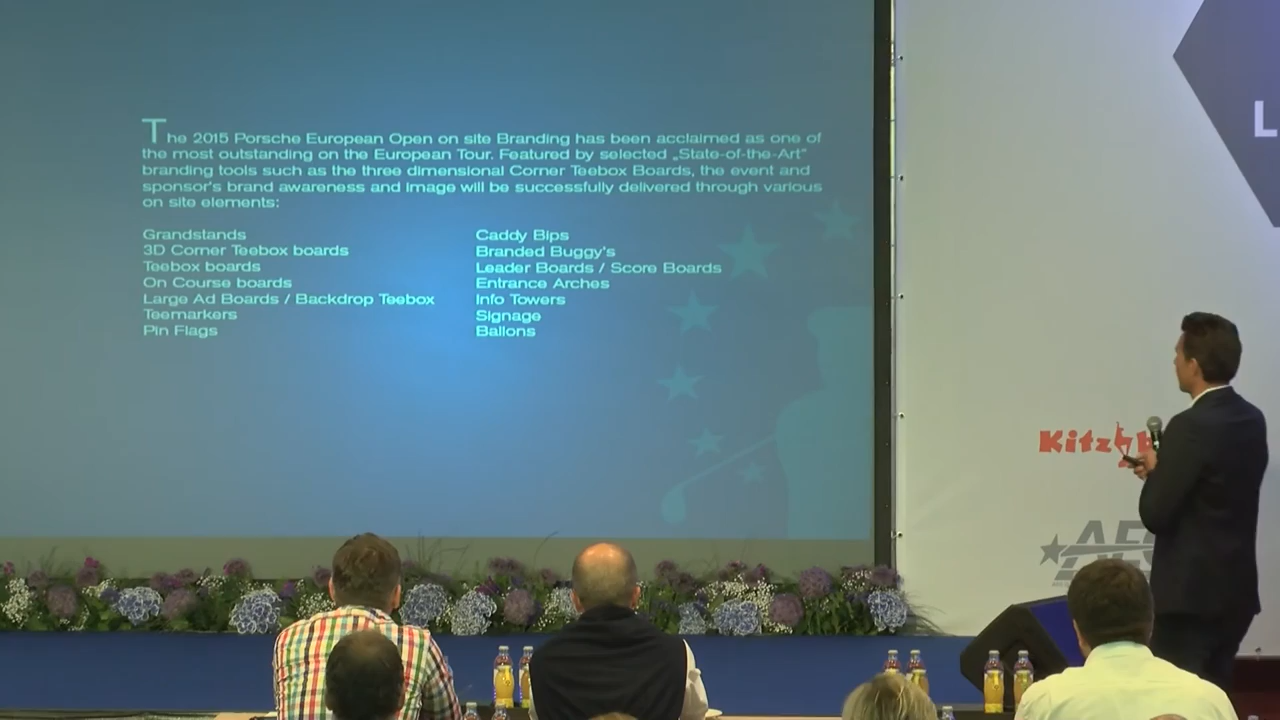 The 2015 Porsche European Open on site Branding has been acclaimed as one of
the most outstanding on the European Tour. Featured by selected „State-of-the-Art"
branding tools such as the three dimensional Corner Teebox Boards, the event and
sponsor's brand awareness and image will be successfully delivered through various
on site elements:
Grandstands
3D Corner Teebox boards
Teebox boards
On Course boards
Large Ad Boards / Backdrop Teebox
Teemarkers
Pin Flags
Caddy Bips
Branded Buggy's
Leader Boards / Score Boards
Entrance Arches
Info Towers
Signage
Ballons
L